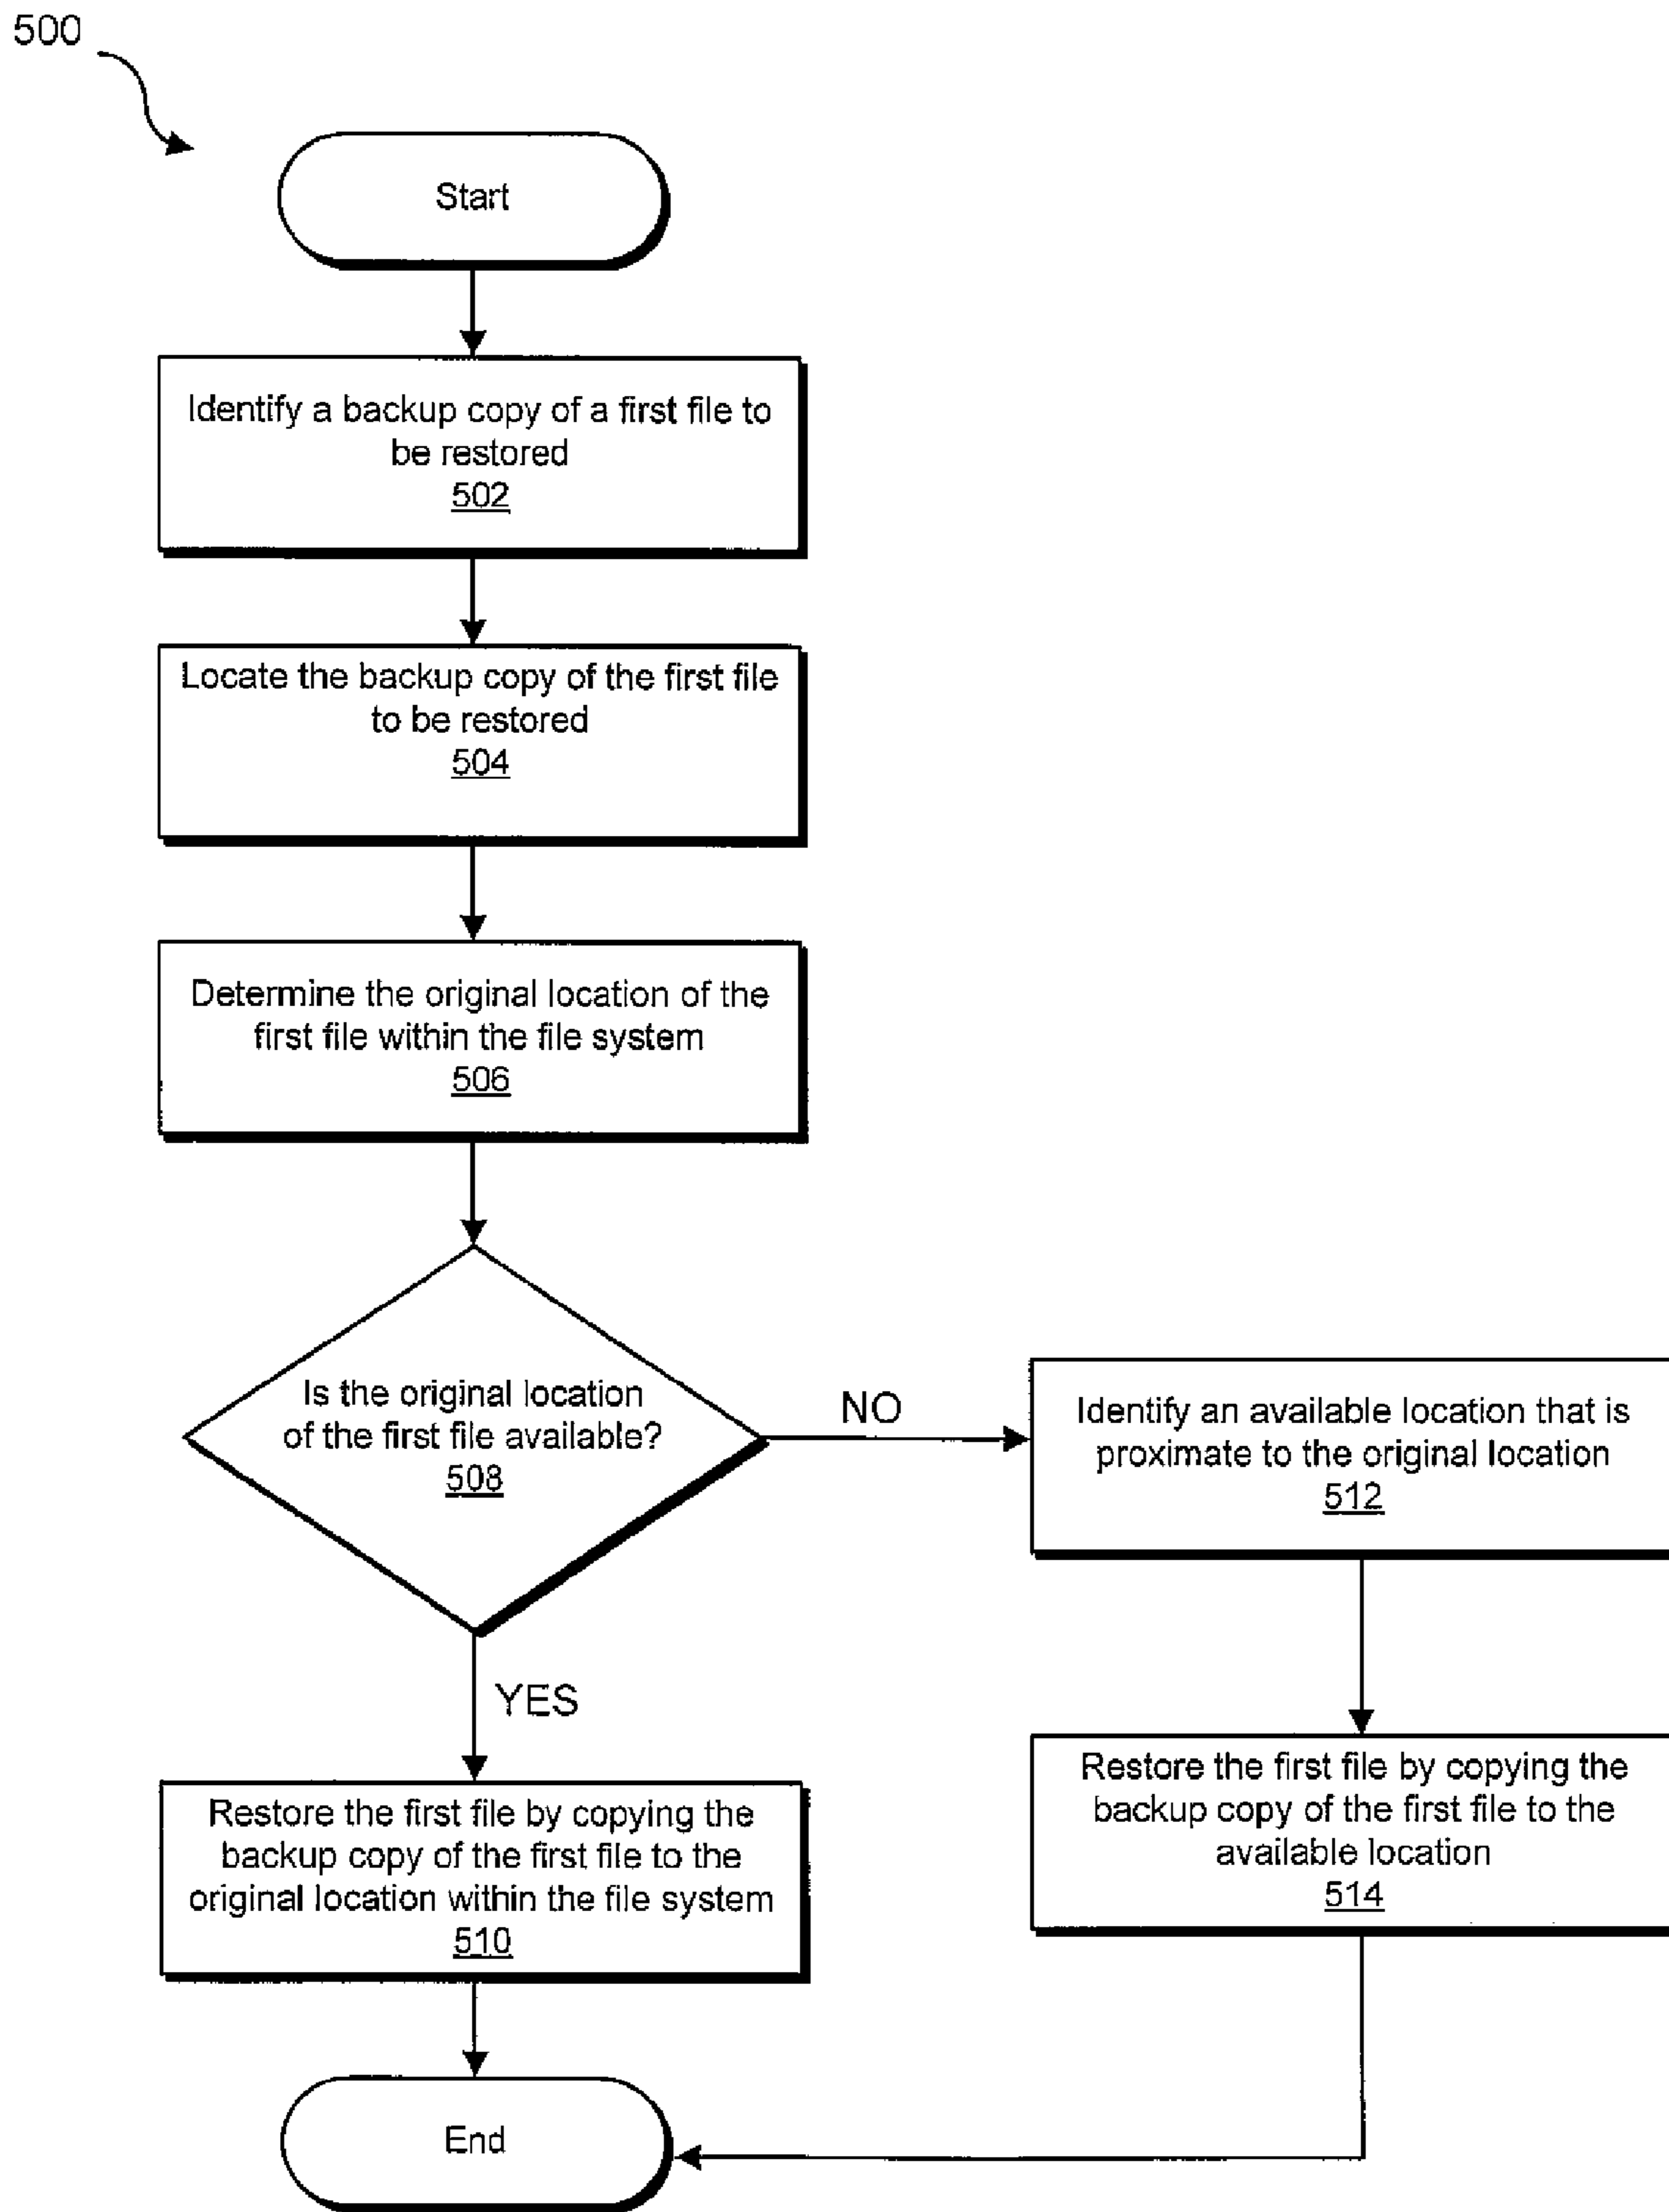 500
Start
Identify a backup copy of a first file to
be restored
502
Locate the backup copy of the first file
to be restored
504
Determine the original location of the
first file within the file system
506
Is the original location
of the first file available?
508
NO
Identify an available location that is
proximate to the original location
512
YES
Restore the first file by copying the
backup copy of the first file to the
original location within the file system
510
Restore the first file by copying the
backup copy of the first file to the
available location
514
End